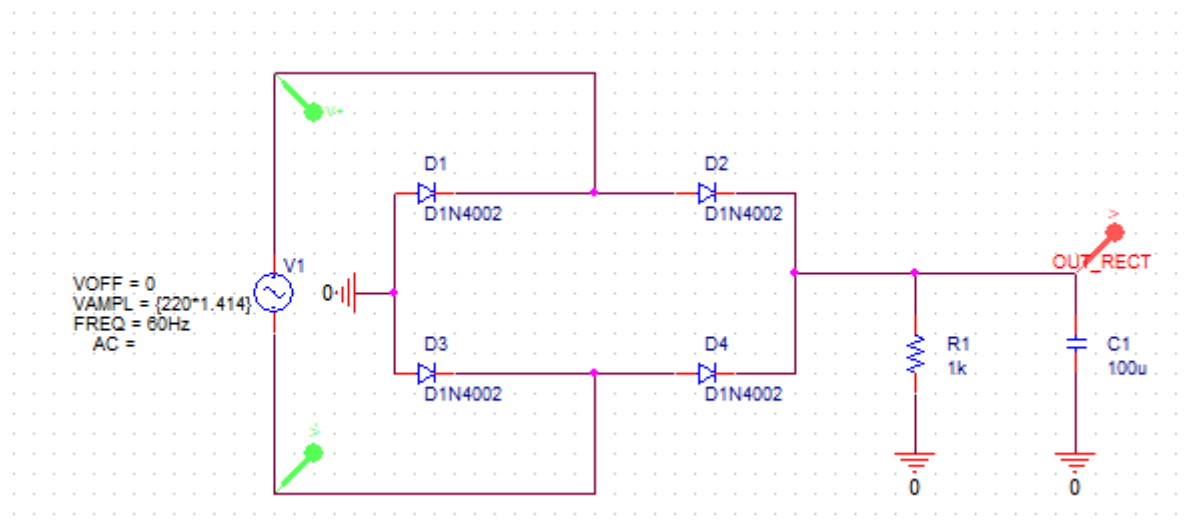 V+
D1
D2
D1N4002
D1N4002
V
OUT_RECT
V1
VOFF = 0
VAMPL = {220*1.414}
FREQ = 60Hz
AC =
0
D3
D4
R1
1k
C1
100u
D1N4002
D1N4002
V-
0
0